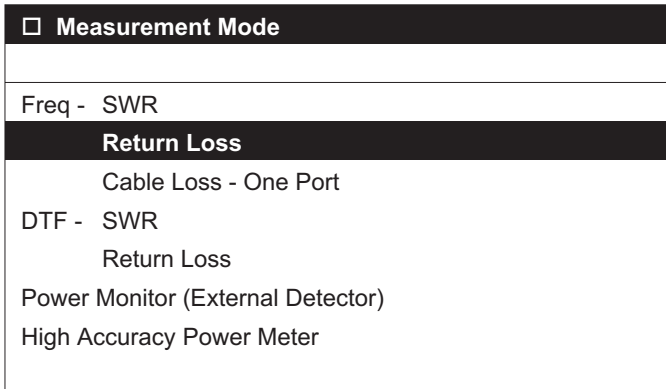 □ Measurement Mode
Freq - SWR
Return Loss
Cable Loss - One Port
DTF - SWR
Return Loss
Power Monitor (External Detector)
High Accuracy Power Meter